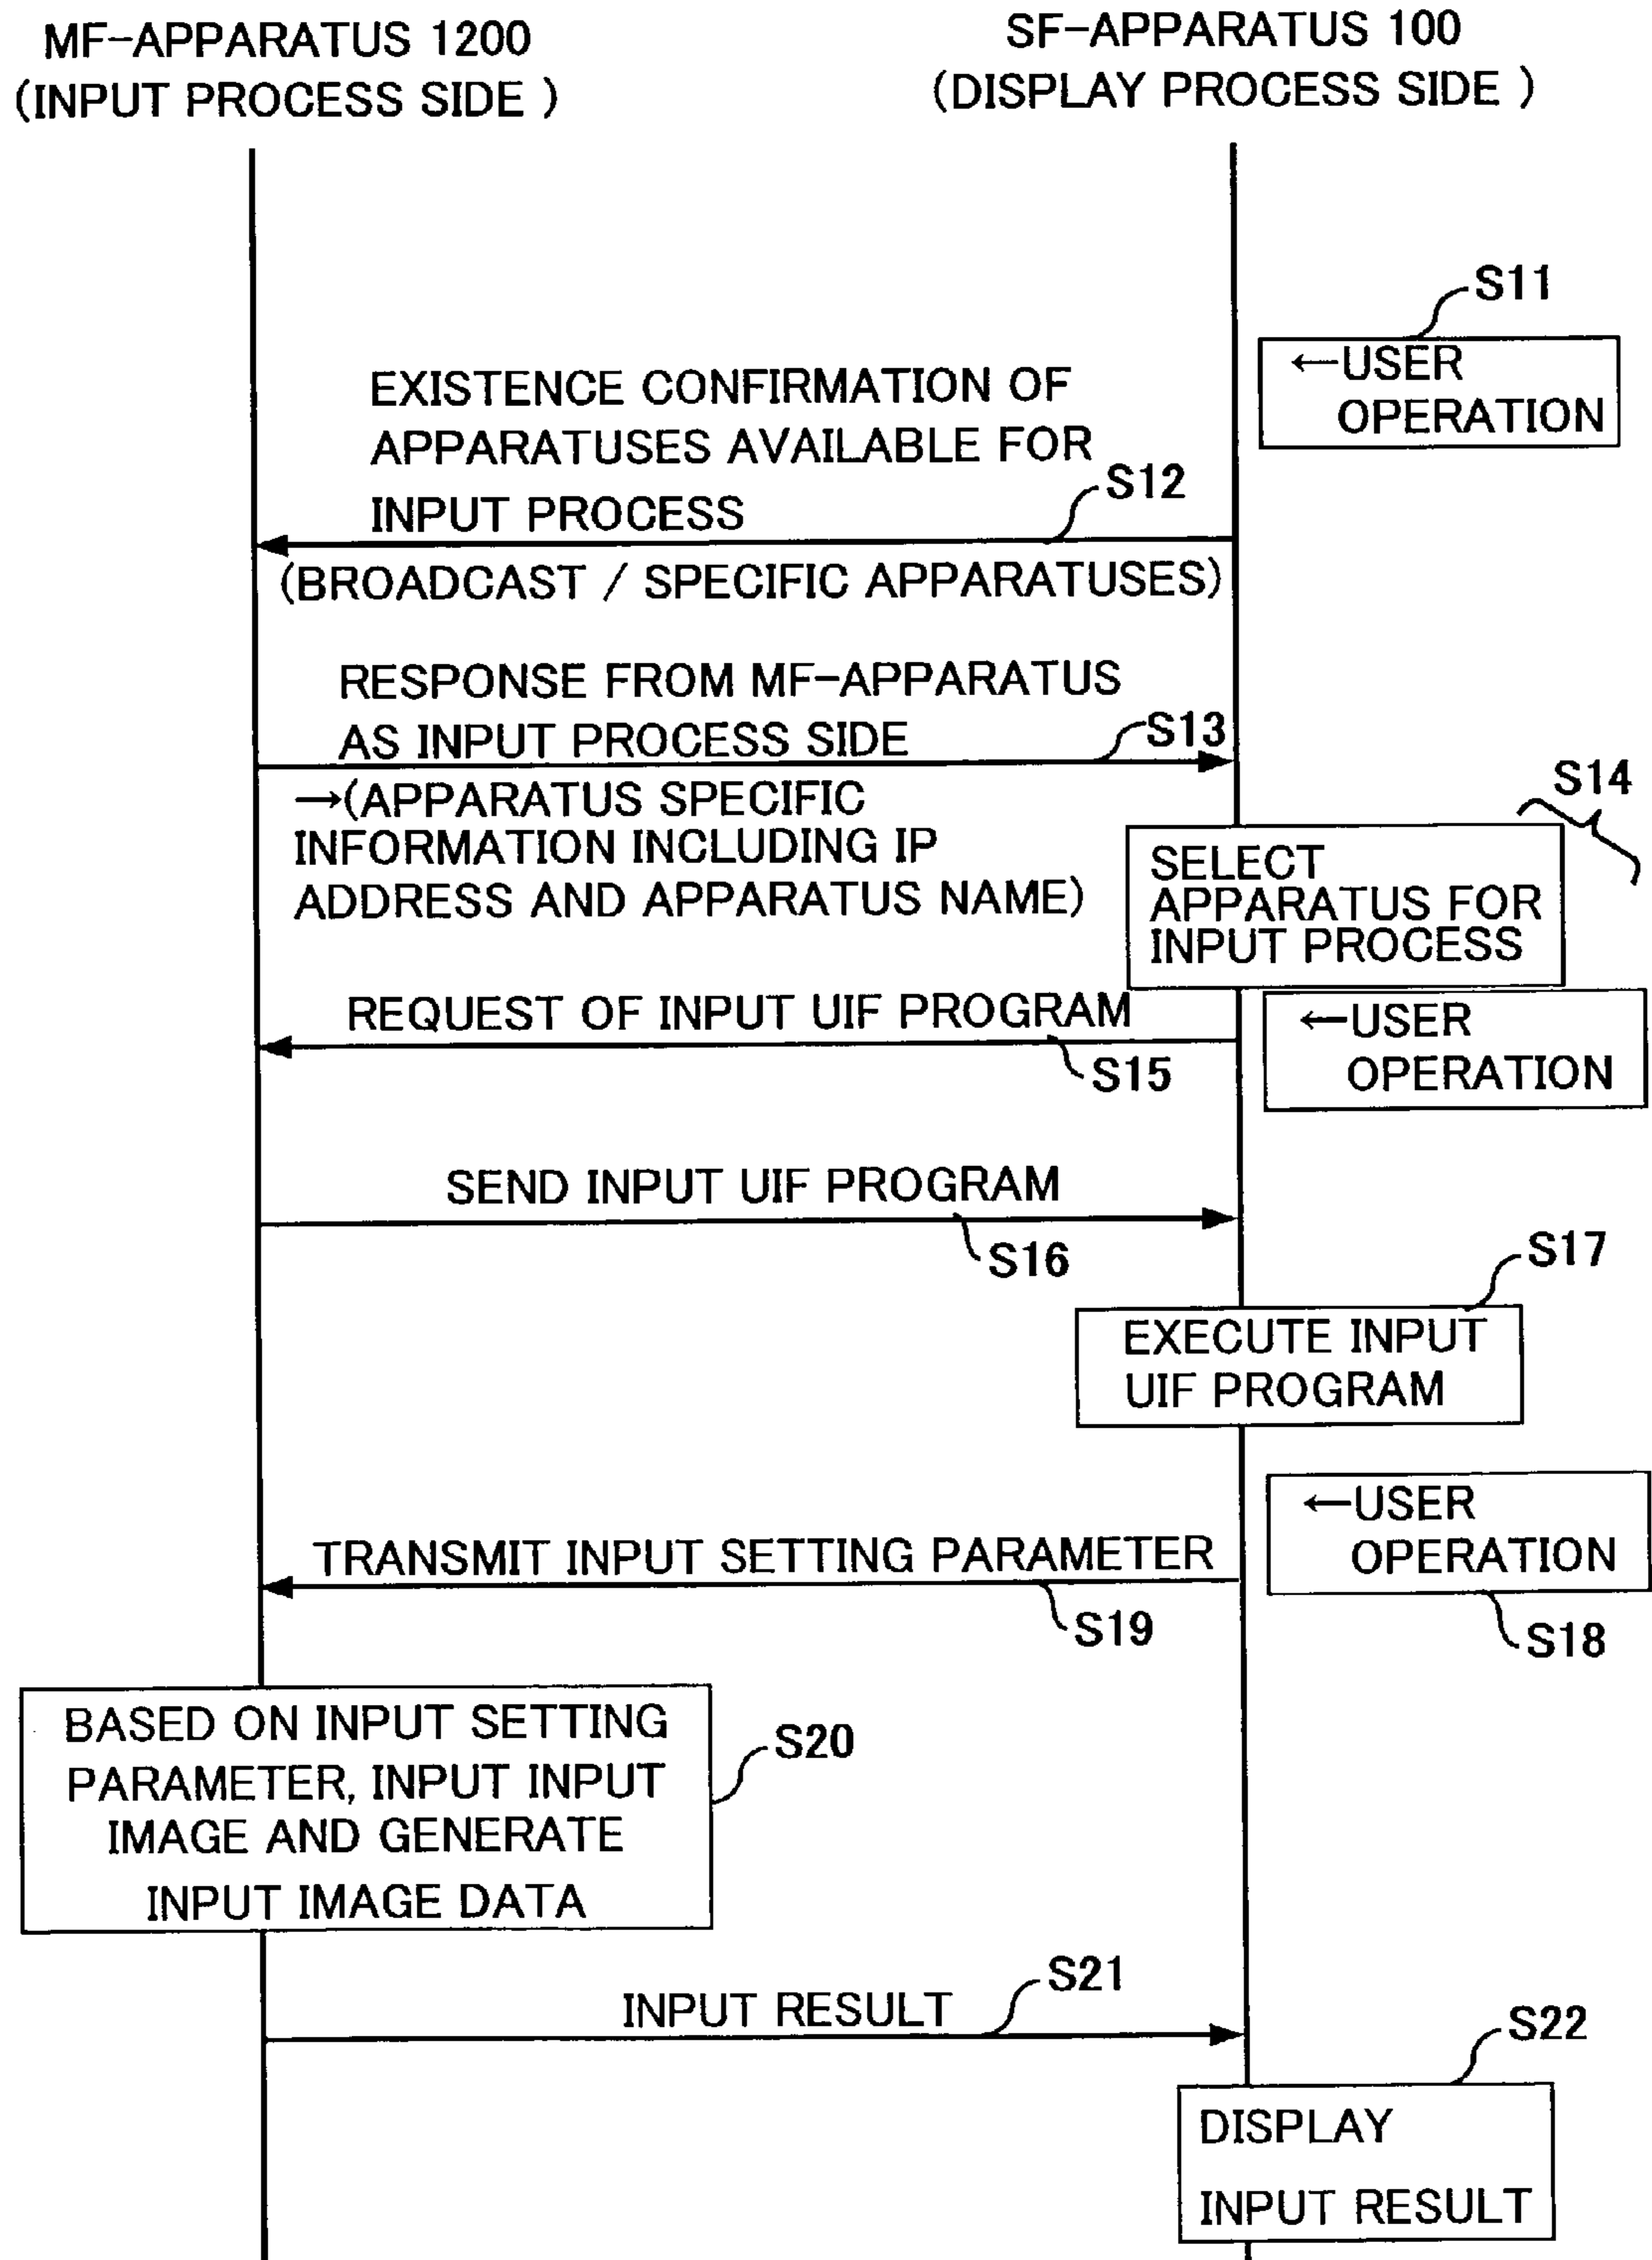 MF-APPARATUS 1200
(INPUT PROCESS SIDE )
SF-APPARATUS 100
(DISPLAY PROCESS SIDE )
S11
←USER
OPERATION
EXISTENCE CONFIRMATION OF
APPARATUSES AVAILABLE FOR
INPUT PROCESS
S12
(BROADCAST / SPECIFIC APPARATUSES)
RESPONSE FROM MF-APPARATUS
AS INPUT PROCESS SIDE
S13
→(APPARATUS SPECIFIC
INFORMATION INCLUDING IP
ADDRESS AND APPARATUS NAME)
S14
SELECT
APPARATUS FOR
INPUT PROCESS
REQUEST OF INPUT UIF PROGRAM
S15
←USER
OPERATION
SEND INPUT UIF PROGRAM
S16
S17
EXECUTE INPUT
UIF PROGRAM
←USER
OPERATION
S18
TRANSMIT INPUT SETTING PARAMETER
S19
BASED ON INPUT SETTING
PARAMETER, INPUT INPUT
IMAGE AND GENERATE
INPUT IMAGE DATA
S20
INPUT RESULT
S21
S22
DISPLAY
INPUT RESULT